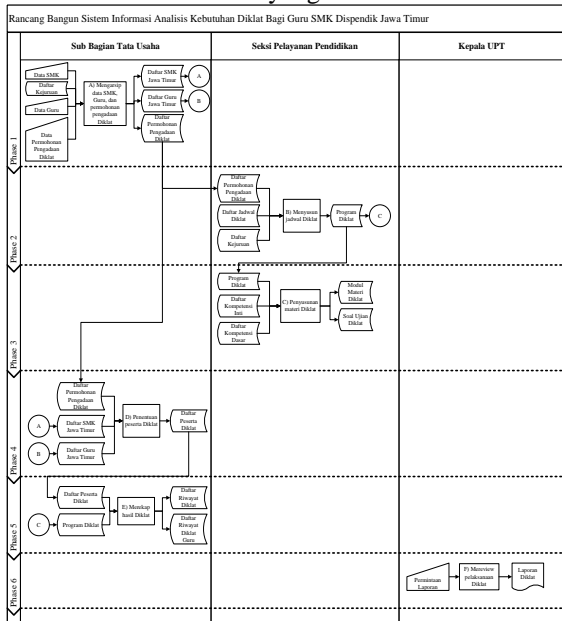 Rancang Bangun Sistem Informasi Analisis Kebutuhan Diklat Bagi Guru SMK Dispendik Jawa Timur
Sub Bagian Tata Usaha
Seksi Pelayanan Pendidikan
Kepala UPT
Phase 1
Data SMK
Daftar
Kejuruan
Data Guru
Data
Permohonan
Pengadaan
Diklat
A) Mengarsip
data SMK,
Guru, dan
permohonan
pengadaan
Diklat
Daftar SMK
Jawa Timur
A
Daftar Guru
Jawa Timur
B
Daftar
Permohonan
Pengadaan
Diklat
Phase 2
Daftar
Permohonan
Pengadaan
Diklat
Daftar Jadwal
Diklat
Daftar
Kejuruan
B) Menyusun
jadwal Diklat
Program
Diklat
C
Phase 3
Program
Diklat
Daftar
Kompetensi
Inti
Daftar
Kompetensi
Dasar
C) Penyusunan
materi Diklat
Modul
Materi
Diklat
Soal Ujian
Diklat
Phase 4
Daftar
Permohonan
Pengadaan
Diklat
A
Daftar SMK
Jawa Timur
B
Daftar Guru
Jawa Timur
D) Penentuan
peserta Diklat
Daftar
Peserta
Diklat
Phase 5
Daftar Peserta
Diklat
C
Program Diklat
E) Merekap
hasil Diklat
Daftar
Riwayat
Diklat
Daftar
Riwayat
Diklat
Guru
Phase 6
Permintaan
Laporan
F) Mereview
pelaksanaan
Diklat
Laporan
Diklat